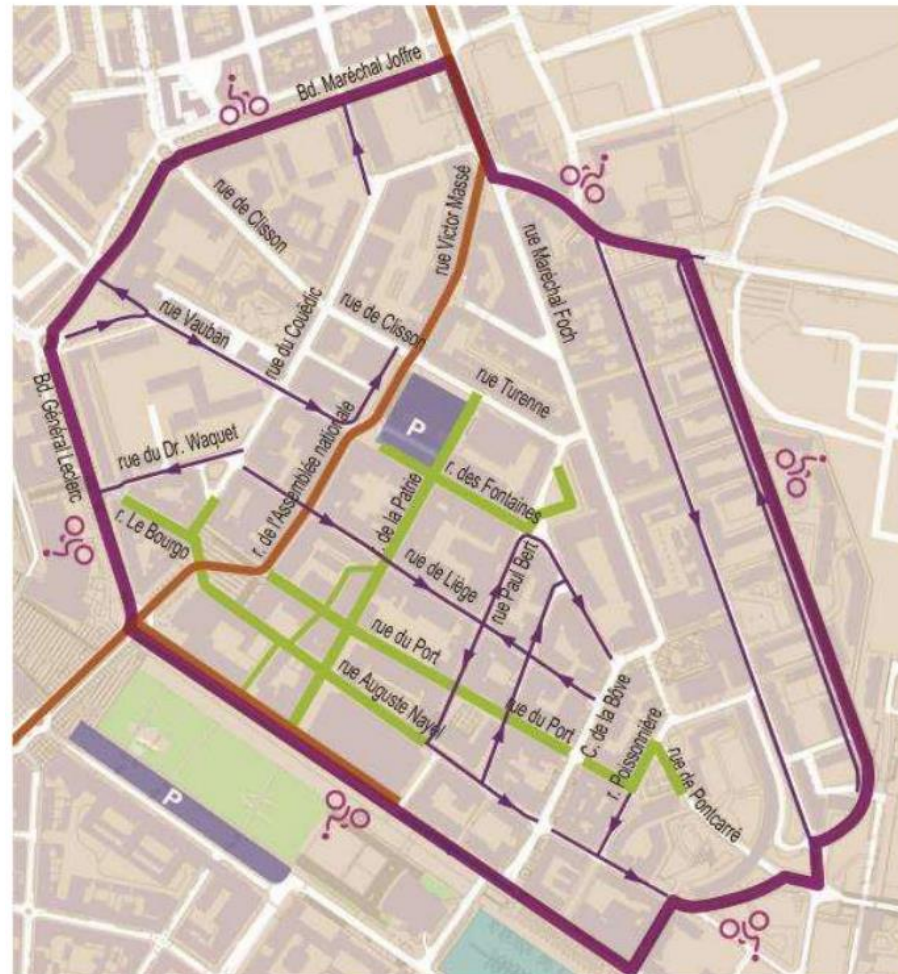 Bd. Maréchal Joffre
rue de Clisson
rue Victor Massé
rue Maréchal Foch
rue Vauban
rue du Couëdic
rue de Clisson
Bd. Général Leclerc
rue Turenne
P
rue du Dr. Waquet
r. de l'Assemblée nationale
r. des Fontaines
de la Patrie
r. Le Bourgo
rue de Liège
rue Paul Bert
rue du Port
rue Auguste Nayel
rue du Port
C. de la Bôve
r. Poissonnière
rue de Pontcarré
P